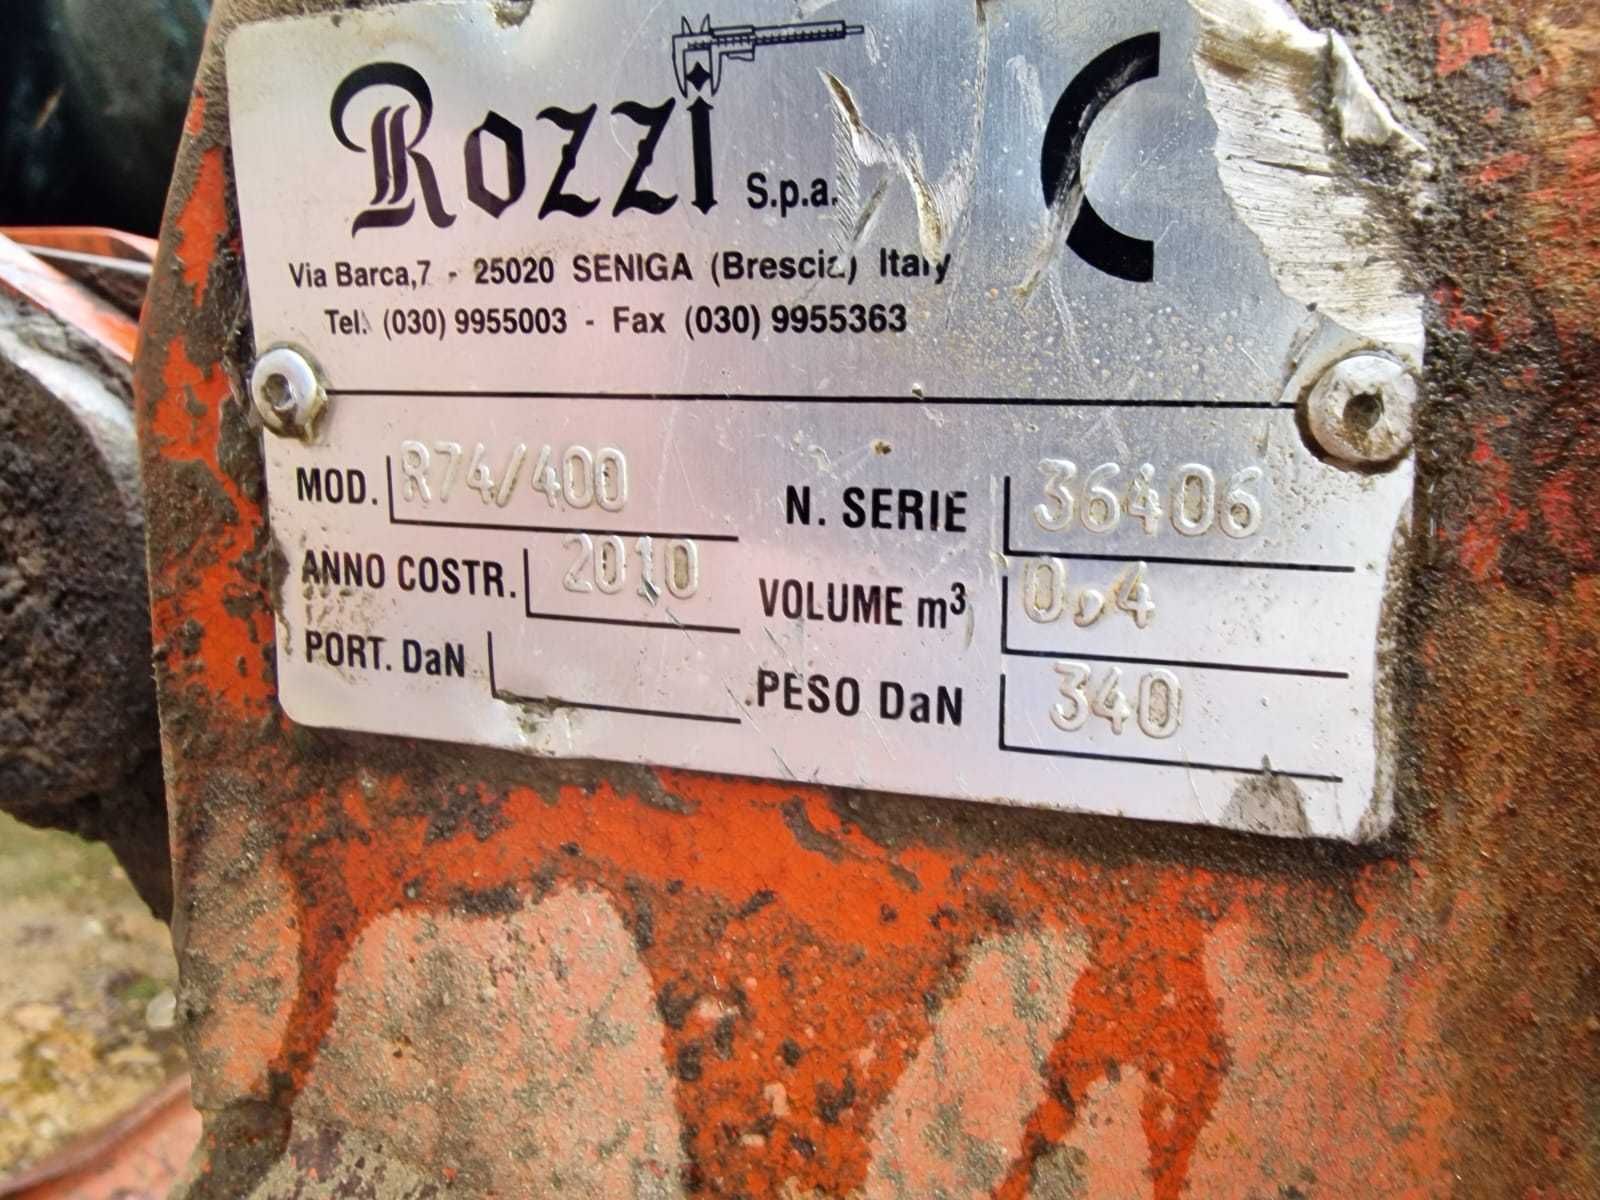 Rozzi S.p.a.
C
Via Barca,7 - 25020 SENIGA (Brescia) Italy
Tel. (030) 9955003 - Fax (030) 9955363
MOD. R74/400 N. SERIE 36406
ANNO COSTR. 2010 VOLUME m³ 0,4
PORT. DaN PESO DaN 340